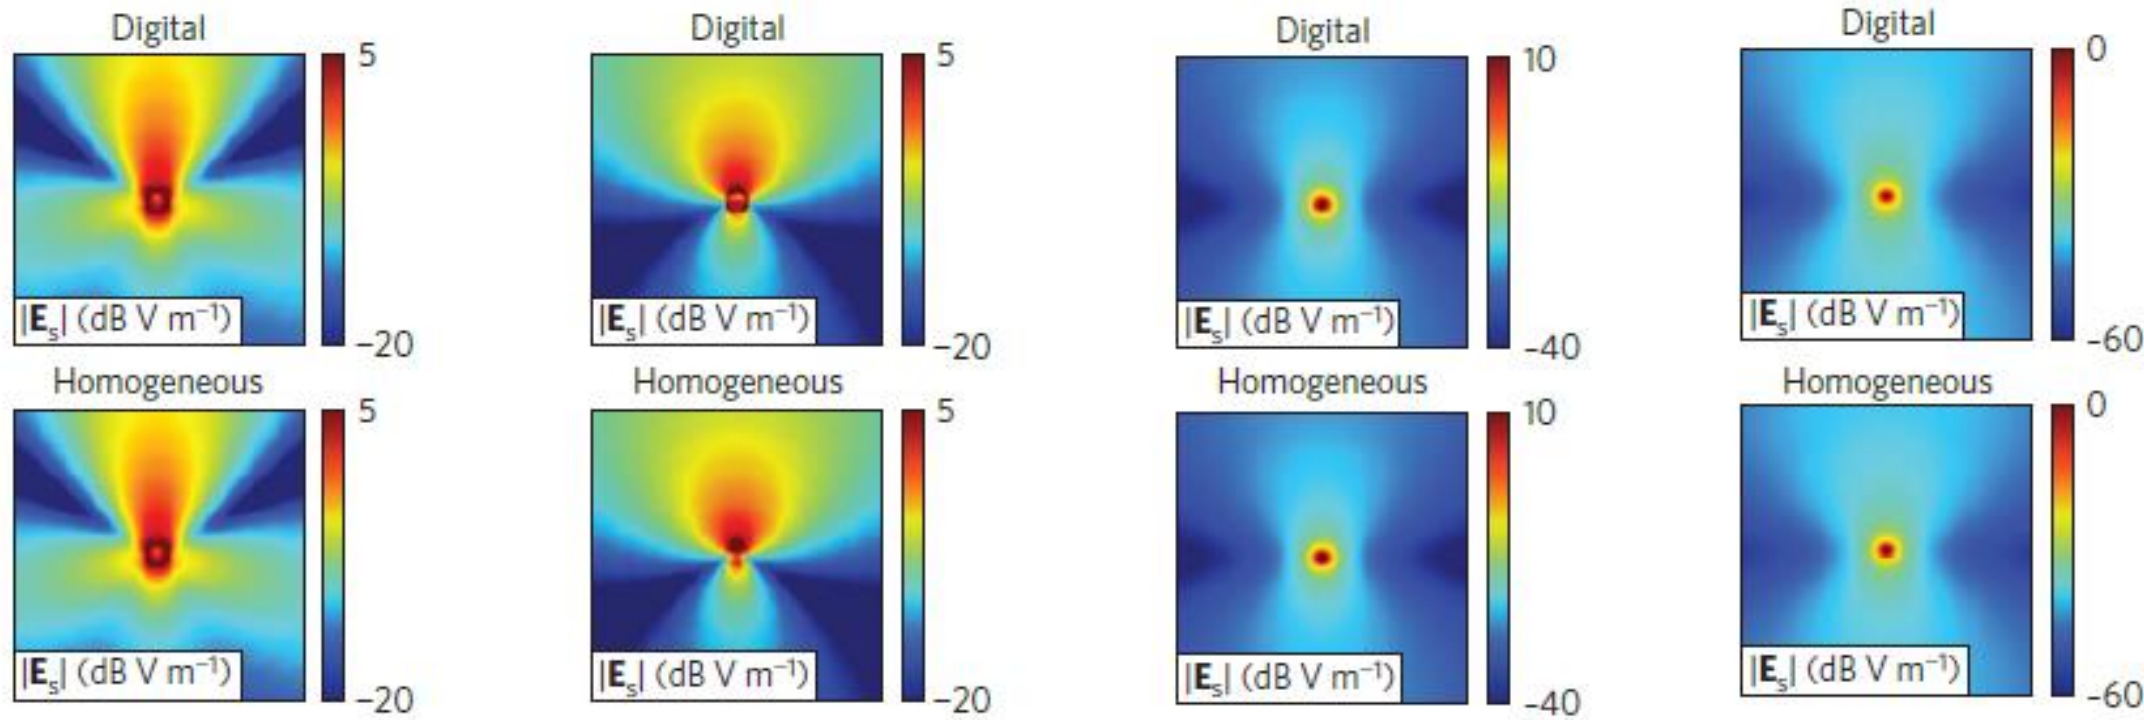 Digital Digital Digital Digital
5 5 10 0
|Eₛ| (dB V m⁻¹) |Eₛ| (dB V m⁻¹) |Eₛ| (dB V m⁻¹) |Eₛ| (dB V m⁻¹)
−20 −20 −40 −60
Homogeneous Homogeneous Homogeneous Homogeneous
5 5 10 0
|Eₛ| (dB V m⁻¹) |Eₛ| (dB V m⁻¹) |Eₛ| (dB V m⁻¹) |Eₛ| (dB V m⁻¹)
−20 −20 −40 −60